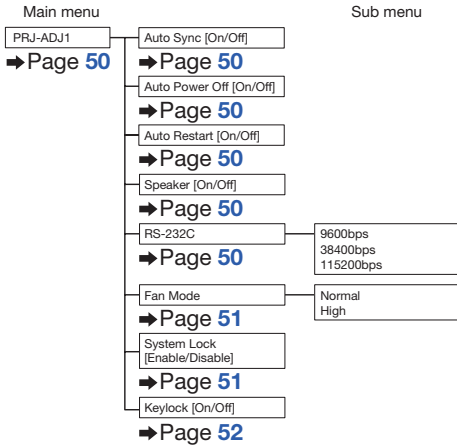 Main menu
Sub menu
PRJ-ADJ1
➡Page 50
Auto Sync [On/Off]
➡Page 50
Auto Power Off [On/Off]
➡Page 50
Auto Restart [On/Off]
➡Page 50
Speaker [On/Off]
➡Page 50
RS-232C
➡Page 50
9600bps
38400bps
115200bps
Fan Mode
➡Page 51
Normal
High
System Lock
[Enable/Disable]
➡Page 51
Keylock [On/Off]
➡Page 52